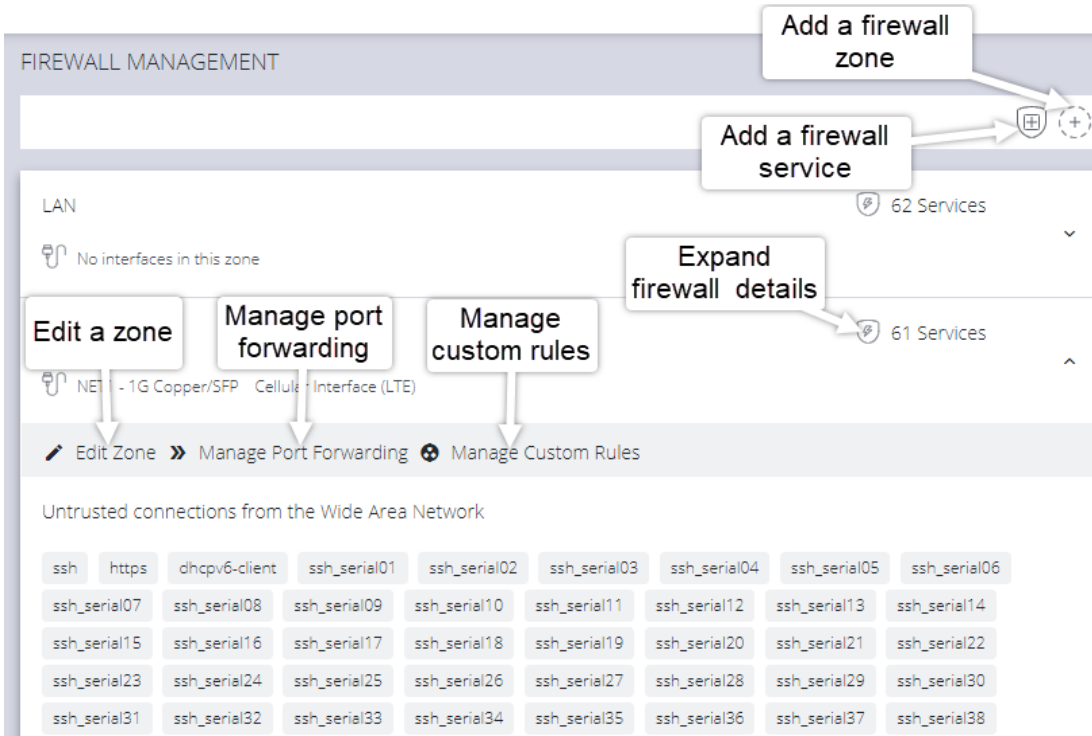 Add a firewall
zone
FIREWALL MANAGEMENT
Add a firewall
service
LAN
62 Services
No interfaces in this zone
Expand
firewall details
Edit a zone
Manage port
forwarding
Manage
custom rules
61 Services
NET1 - 1G Copper/SFP Cellular Interface (LTE)
Edit Zone Manage Port Forwarding Manage Custom Rules
Untrusted connections from the Wide Area Network
ssh https dhcpv6-client ssh_serial01 ssh_serial02 ssh_serial03 ssh_serial04 ssh_serial05 ssh_serial06
ssh_serial07 ssh_serial08 ssh_serial09 ssh_serial10 ssh_serial11 ssh_serial12 ssh_serial13 ssh_serial14
ssh_serial15 ssh_serial16 ssh_serial17 ssh_serial18 ssh_serial19 ssh_serial20 ssh_serial21 ssh_serial22
ssh_serial23 ssh_serial24 ssh_serial25 ssh_serial26 ssh_serial27 ssh_serial28 ssh_serial29 ssh_serial30
ssh_serial31 ssh_serial32 ssh_serial33 ssh_serial34 ssh_serial35 ssh_serial36 ssh_serial37 ssh_serial38